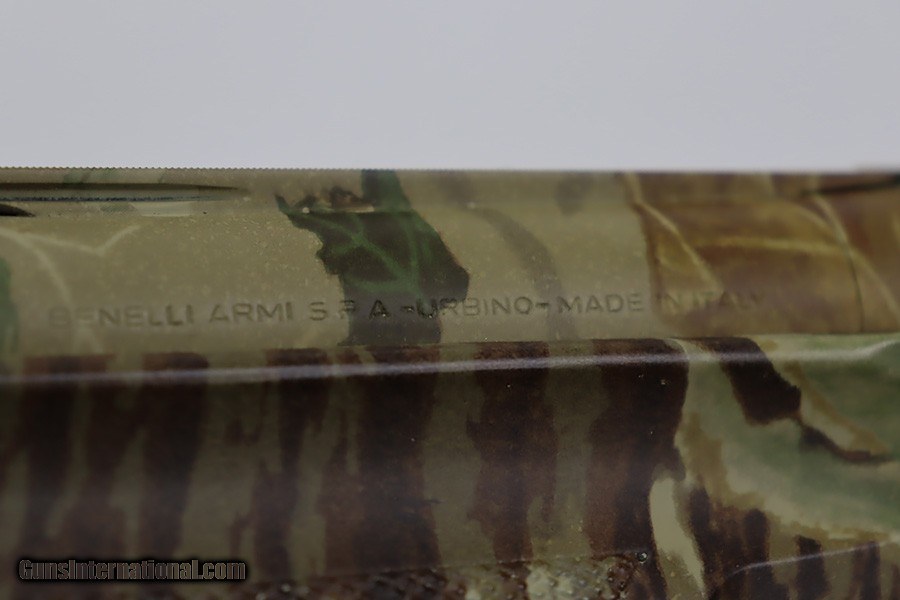 BENELLI ARMI S.P.A -URBINO- MADE IN ITALY
GunsInternational.com